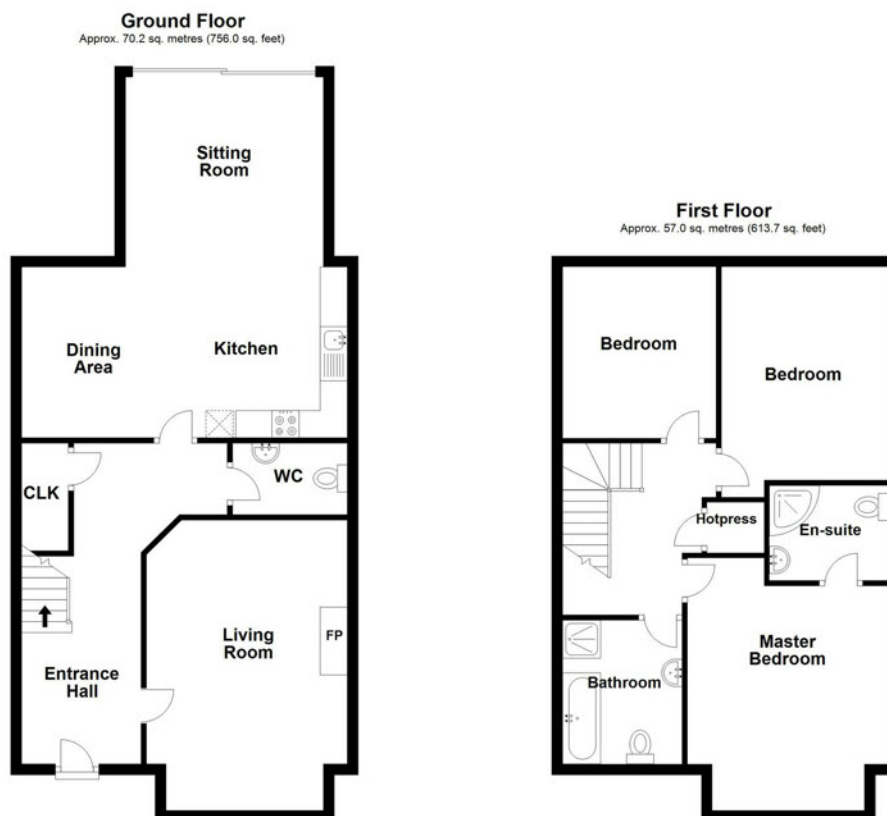 Ground Floor
Approx. 70.2 sq. metres (756.0 sq. feet)
Sitting
Room
Dining
Area
Kitchen
CLK
WC
Living
Room
FP
Entrance
Hall
First Floor
Approx. 57.0 sq. metres (613.7 sq. feet)
Bedroom
Bedroom
Hotpress
En-suite
Master
Bedroom
Bathroom